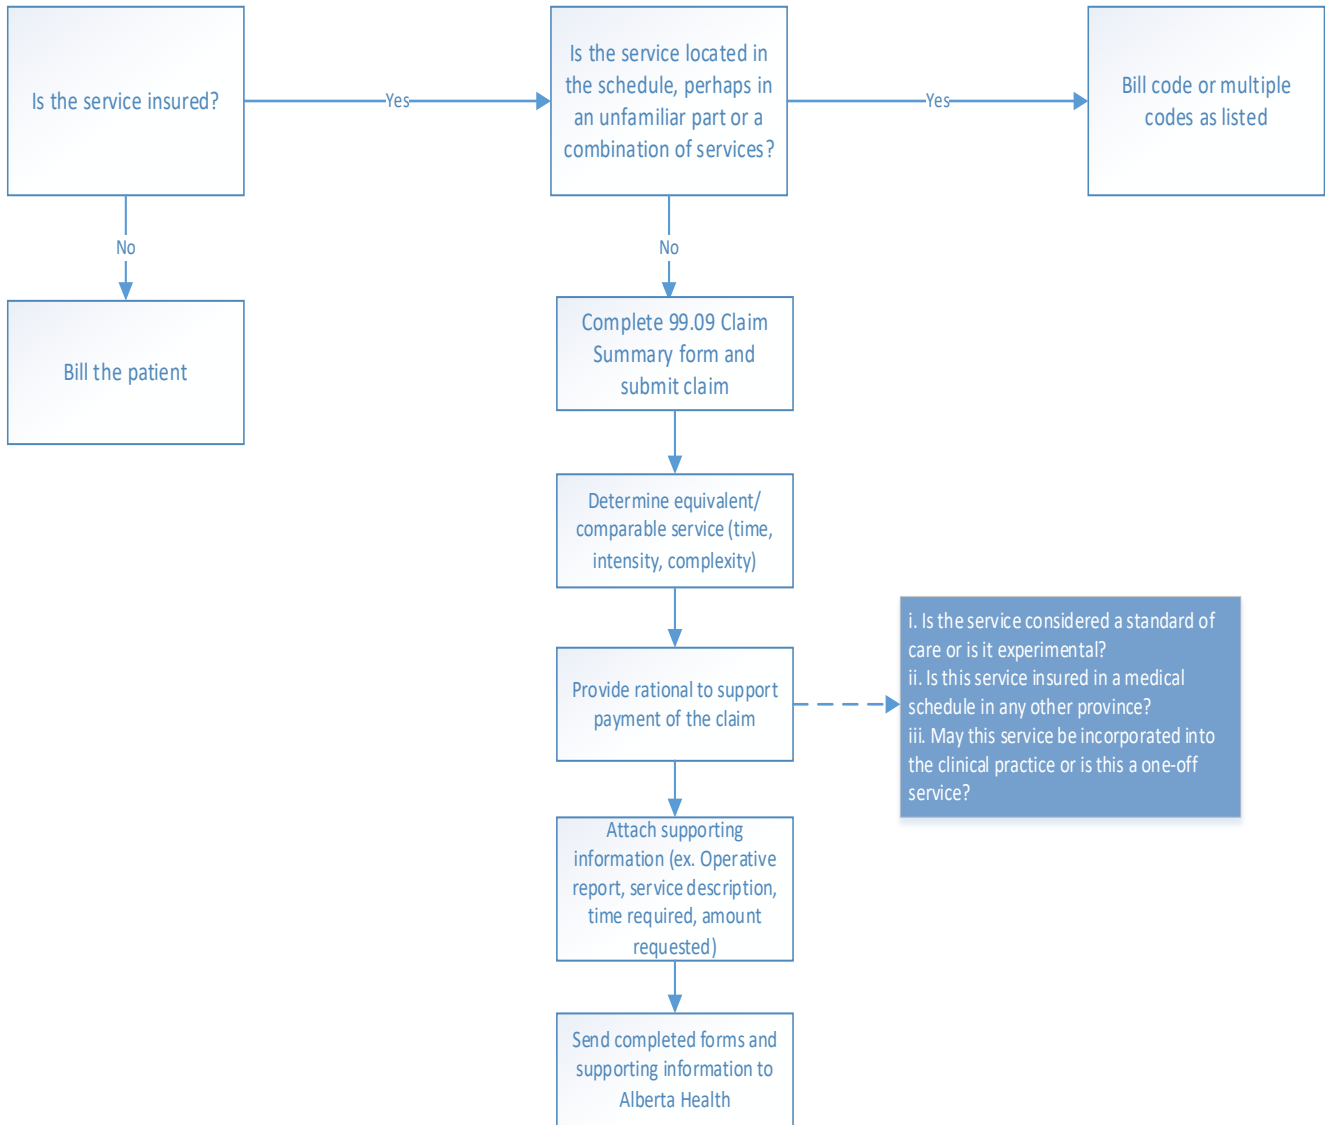 Is the service insured?
Yes
Is the service located in
the schedule, perhaps in
an unfamiliar part or a
combination of services?
Yes
Bill code or multiple
codes as listed
No
Bill the patient
No
Complete 99.09 Claim
Summary form and
submit claim
Determine equivalent/
comparable service (time,
intensity, complexity)
Provide rational to support
payment of the claim
i. Is the service considered a standard of
care or is it experimental?
ii. Is this service insured in a medical
schedule in any other province?
iii. May this service be incorporated into
the clinical practice or is this a one-off
service?
Attach supporting
information (ex. Operative
report, service description,
time required, amount
requested)
Send completed forms and
supporting information to
Alberta Health